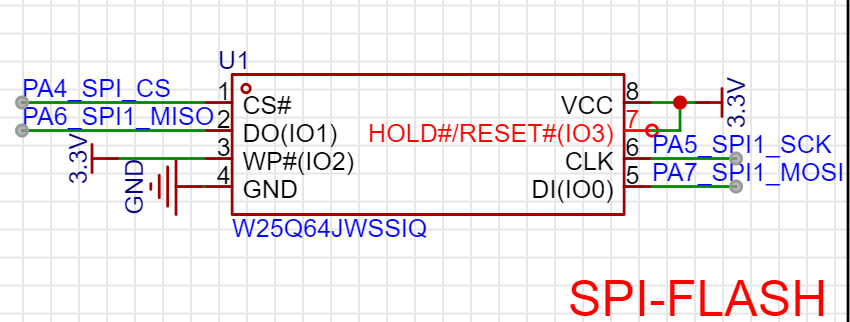 U1
PA4_SPI_CS
1
CS#
PA6_SPI1_MISO
2
DO(IO1)
3.3V
3
WP#(IO2)
GND
4
GND
8
VCC
3.3V
7
HOLD#/RESET#(IO3)
6
CLK
PA5_SPI1_SCK
5
DI(IO0)
PA7_SPI1_MOSI
W25Q64JWSSIQ
SPI-FLASH